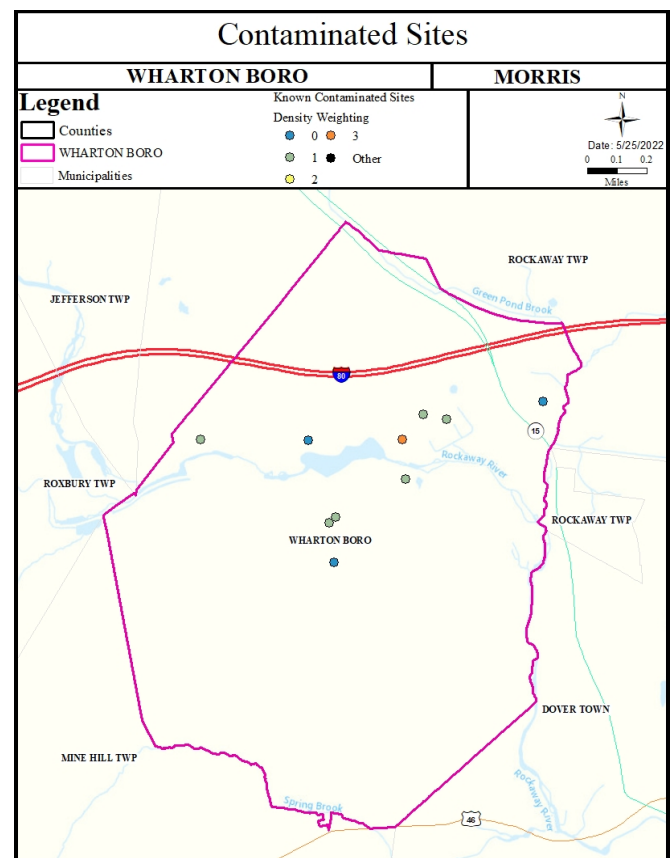 Contaminated Sites
WHARTON BORO
MORRIS
Legend
Counties
WHARTON BORO
Municipalities
Known Contaminated Sites
Density Weighting
0 3
1 Other
2
N
Date: 5/25/2022
0 0.1 0.2
Miles
ROCKAWAY TWP
JEFFERSON TWP
Green Pond Brook
80
15
Rockaway River
ROXBURY TWP
ROCKAWAY TWP
WHARTON BORO
DOVER TOWN
MINE HILL TWP
Rockaway
River
Spring Brook
46